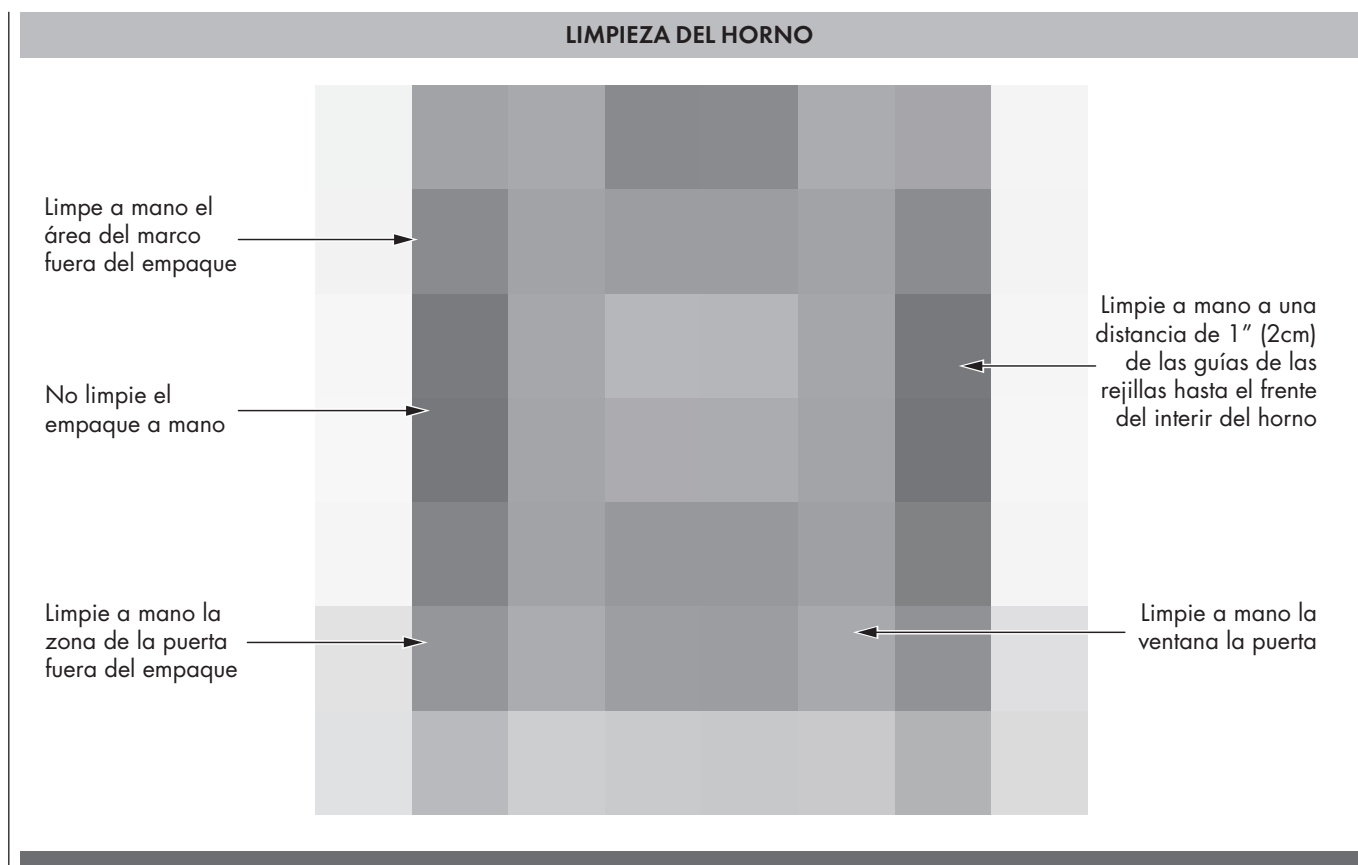 LIMPIEZA DEL HORNO
Limpe a mano el
área del marco
fuera del empaque
No limpie el
empaque a mano
Limpie a mano la
zona de la puerta
fuera del empaque
Limpie a mano a una
distancia de 1” (2cm)
de las guías de las
rejillas hasta el frente
del interir del horno
Limpie a mano la
ventana la puerta